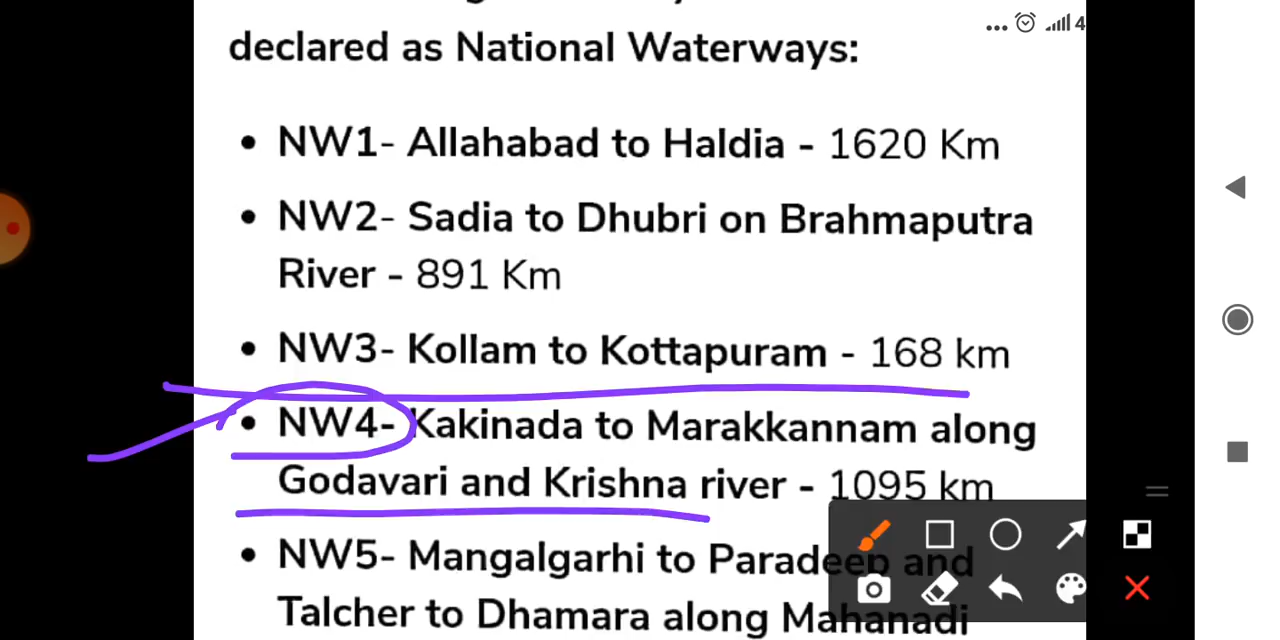 4
declared as National Waterways:
• NW1- Allahabad to Haldia - 1620 Km
• NW2- Sadia to Dhubri on Brahmaputra
River - 891 Km
• NW3- Kollam to Kottapuram - 168 km
• NW4- Kakinada to Marakkannam along
Godavari and Krishna river - 1095 km
• NW5- Mangalgarhi to Paradeep and
Talcher to Dhamara along Mahanadi